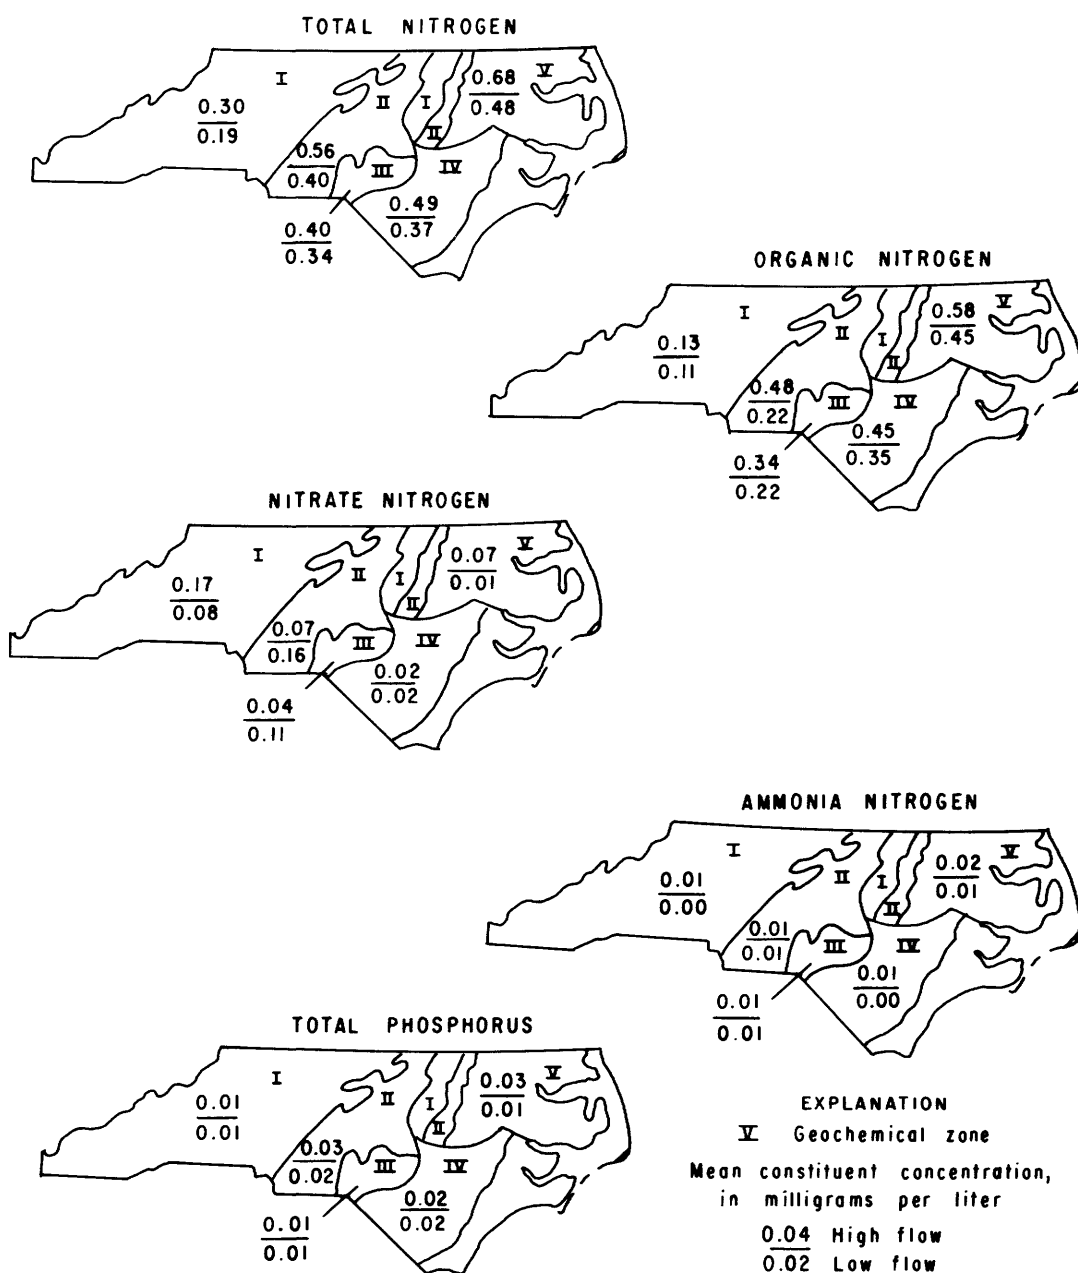 TOTAL NITROGEN
I
II
I
II
0.68
0.48
V
0.30
0.19
0.56
0.40
III
IV
0.40
0.34
0.49
0.37
ORGANIC NITROGEN
I
II
I
II
0.58
0.45
V
0.13
0.11
0.48
0.22
III
IV
0.34
0.22
0.45
0.35
NITRATE NITROGEN
I
II
I
II
0.07
0.01
V
0.17
0.08
0.07
0.16
III
IV
0.04
0.11
0.02
0.02
AMMONIA NITROGEN
I
II
I
II
0.02
0.01
V
0.01
0.00
0.01
0.01
III
IV
0.01
0.01
0.01
0.00
TOTAL PHOSPHORUS
I
II
I
II
0.03
0.01
V
0.01
0.01
0.03
0.02
III
IV
0.01
0.01
0.02
0.02
EXPLANATION
V Geochemical zone
Mean constituent concentration,
in milligrams per liter
0.04 High flow
0.02 Low flow